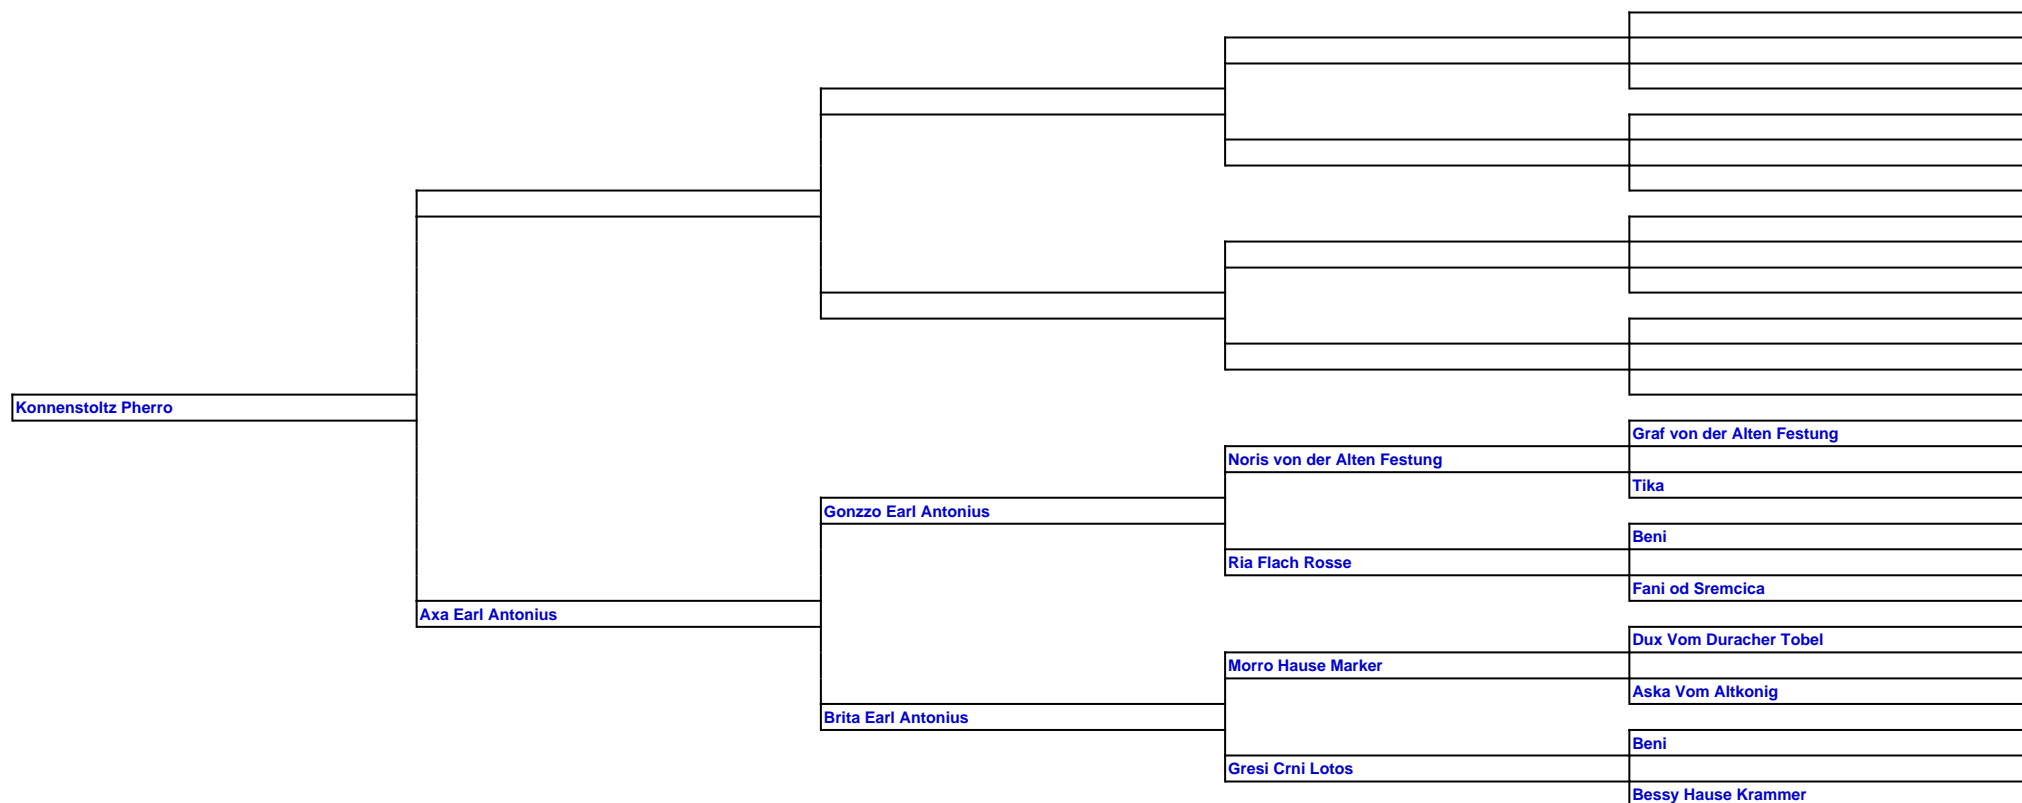 Konnenstoltz Pherro
Graf von der Alten Festung
Noris von der Alten Festung
Tika
Gonzzo Earl Antonius
Beni
Ria Flach Rosse
Fani od Sremcica
Axa Earl Antonius
Dux Vom Duracher Tobel
Morro Hause Marker
Aska Vom Altkonig
Brita Earl Antonius
Beni
Gresi Crni Lotos
Bessy Hause Krammer